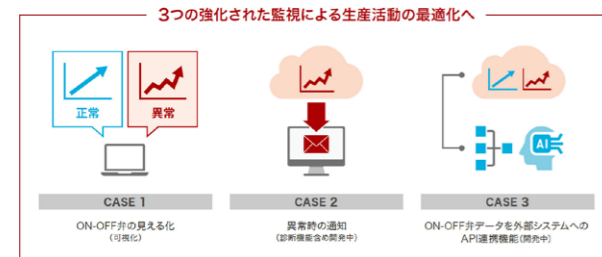 3つの強化された監視による生産活動の最適化へ
正常
異常
AI
CASE 1
CASE 2
CASE 3
ON-OFF弁の見える化
(可視化)
異常時の通知
(診断機能含め開発中)
ON-OFF弁データを外部システムへの
API連携機能(開発中)